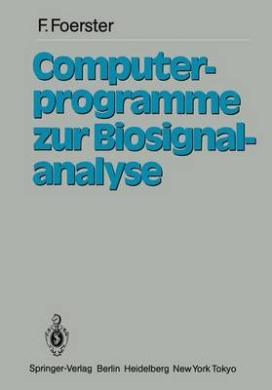 F. Foerster
Computer-
programme
zur Biosignal-
analyse
Springer-Verlag Berlin Heidelberg New York Tokyo